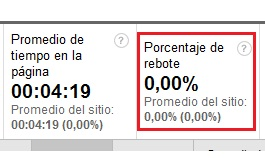 Promedio de
tiempo en la
página
?
00:04:19
Promedio del sitio:
00:04:19 (0,00%)
Porcentaje de
rebote
?
0,00%
Promedio del sitio:
0,00% (0,00%)